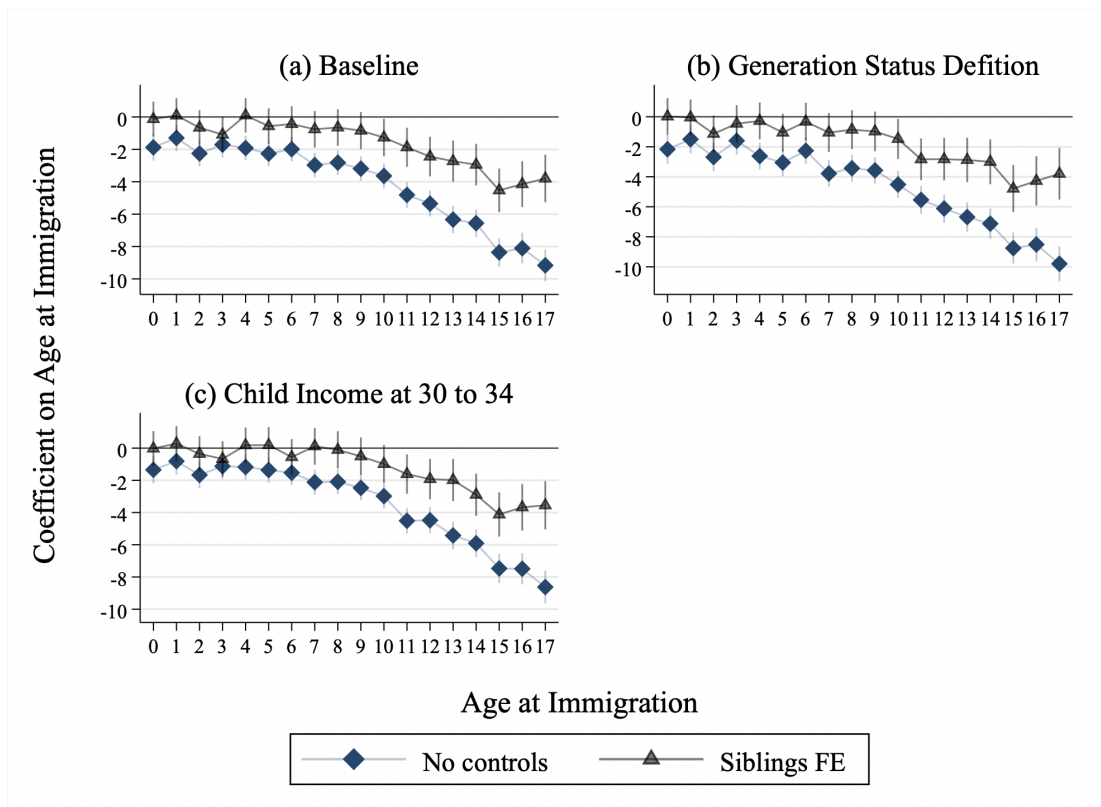 (a) Baseline
0
-2
-4
-6
-8
-10
0 1 2 3 4 5 6 7 8 9 10 11 12 13 14 15 16 17
(b) Generation Status Defition
0
-2
-4
-6
-8
-10
0 1 2 3 4 5 6 7 8 9 10 11 12 13 14 15 16 17
Coefficient on Age at Immigration
(c) Child Income at 30 to 34
0
-2
-4
-6
-8
-10
0 1 2 3 4 5 6 7 8 9 10 11 12 13 14 15 16 17
Age at Immigration
No controls Siblings FE